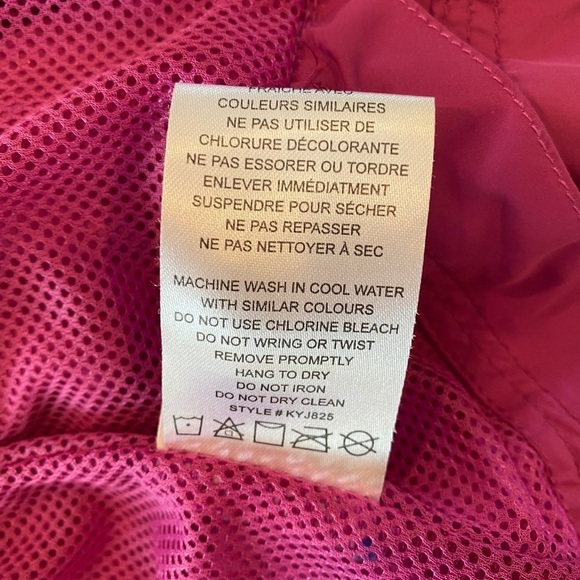 FRAÎCHE AVEC
COULEURS SIMILAIRES
NE PAS UTILISER DE
CHLORURE DÉCOLORANTE
NE PAS ESSORER OU TORDRE
ENLEVER IMMÉDIATMENT
SUSPENDRE POUR SÉCHER
NE PAS REPASSER
NE PAS NETTOYER À SEC
MACHINE WASH IN COOL WATER
WITH SIMILAR COLOURS
DO NOT USE CHLORINE BLEACH
DO NOT WRING OR TWIST
REMOVE PROMPTLY
HANG TO DRY
DO NOT IRON
DO NOT DRY CLEAN
STYLE # KYJ825